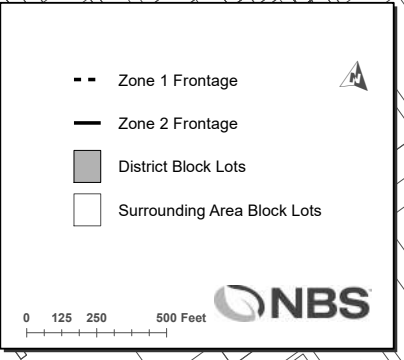 Zone 1 Frontage
N
Zone 2 Frontage
District Block Lots
Surrounding Area Block Lots
0 125 250 500 Feet
NBS